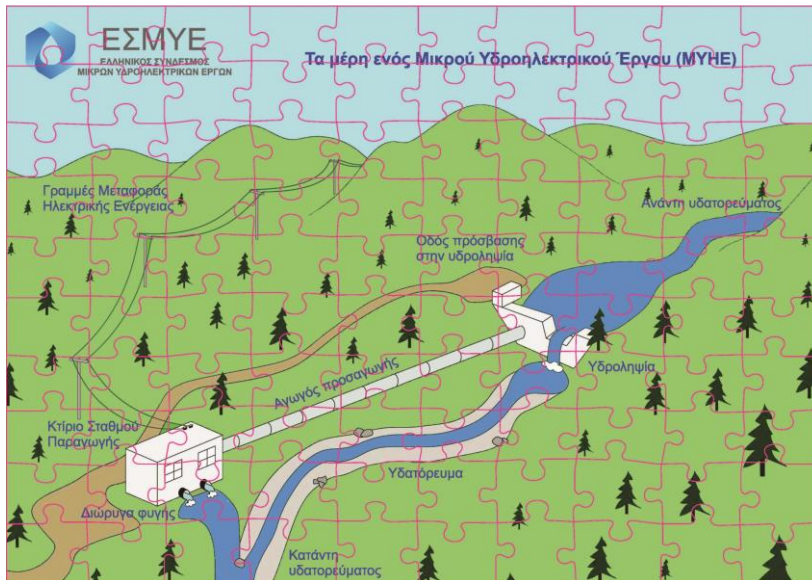 ΕΣΜΥΕ
ΕΛΛΗΝΙΚΟΣ ΣΥΝΔΕΣΜΟΣ
ΜΙΚΡΩΝ ΥΔΡΟΗΛΕΚΤΡΙΚΩΝ ΕΡΓΩΝ
Τα μέρη ενός Μικρού Υδροηλεκτρικού Έργου (ΜΥΗΕ)
Γραμμές Μεταφοράς
Ηλεκτρικής Ενέργειας
Ανάντη υδατορεύματος
Οδός πρόσβασης
στην υδροληψία
Υδροληψία
Αγωγός προσαγωγής
Κτίριο Σταθμού
Παραγωγής
Υδατόρευμα
Διώρυγα φυγής
Κατάντη
υδατορεύματος